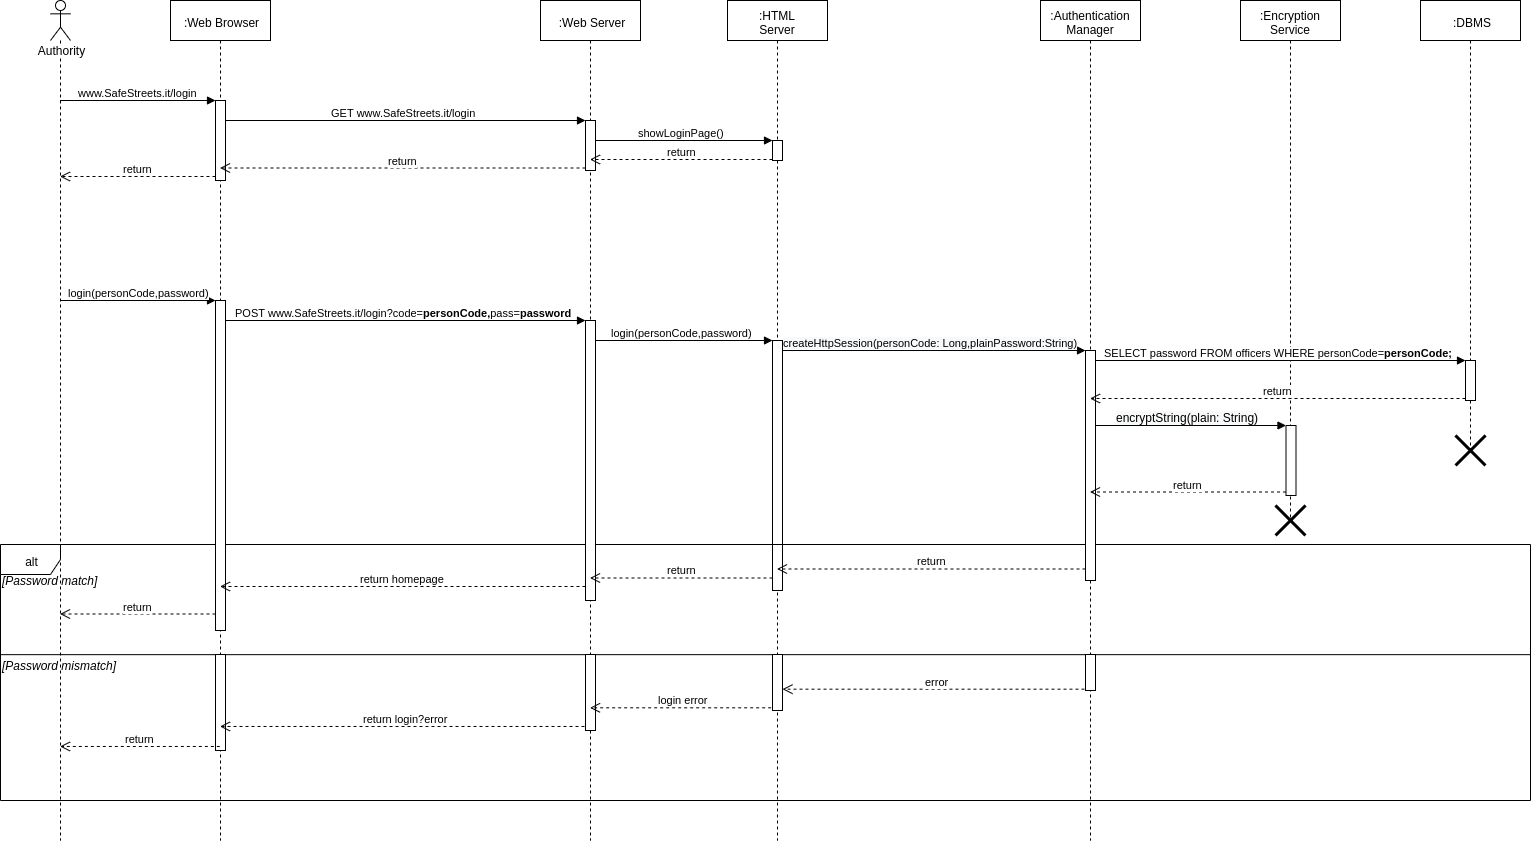 Authority
:Web Browser
:Web Server
:HTML
Server
:Authentication
Manager
:Encryption
Service
:DBMS
www.SafeStreets.it/login
GET www.SafeStreets.it/login
showLoginPage()
return
return
return
login(personCode,password)
POST www.SafeStreets.it/login?code=personCode,pass=password
login(personCode,password)
createHttpSession(personCode: Long,plainPassword:String)
SELECT password FROM officers WHERE personCode=personCode;
return
encryptString(plain: String)
return
alt
[Password match]
return
return
return homepage
return
[Password mismatch]
error
login error
return login?error
return